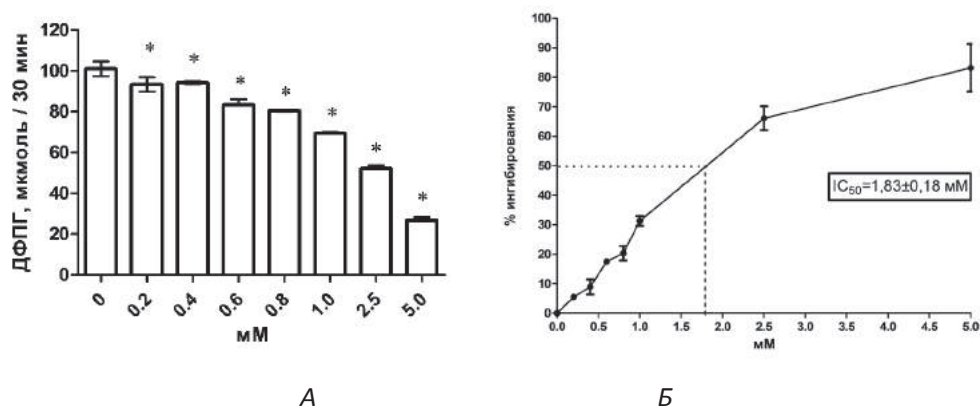 ДФПГ, мкмоль / 30 мин
120
100
80
60
40
20
0
* * * * * * *
0 0.2 0.4 0.6 0.8 1.0 2.5 5.0
мМ
А
% ингибирования
100
90
80
70
60
50
40
30
20
10
0
IC50=1,83±0,18 мМ
0.0 0.5 1.0 1.5 2.0 2.5 3.0 3.5 4.0 4.5 5.0
мМ
Б